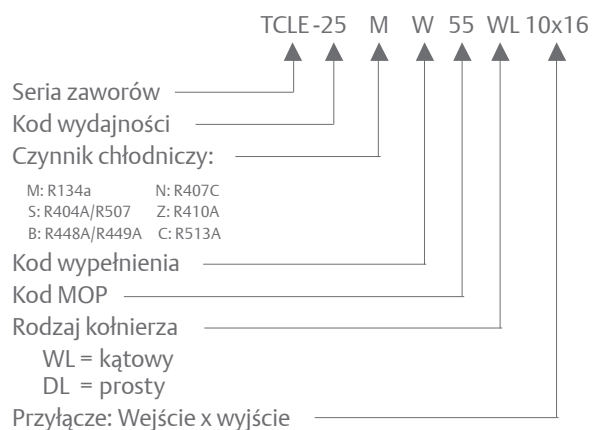 TCLE-25 M W 55 WL 10x16
Seria zaworów
Kod wydajności
Czynnik chłodniczy:
M: R134a N: R407C
S: R404A/R507 Z: R410A
B: R448A/R449A C: R513A
Kod wypełnienia
Kod MOP
Rodzaj kołnierza
WL = kątowy
DL = prosty
Przyłącze: Wejście x wyjście